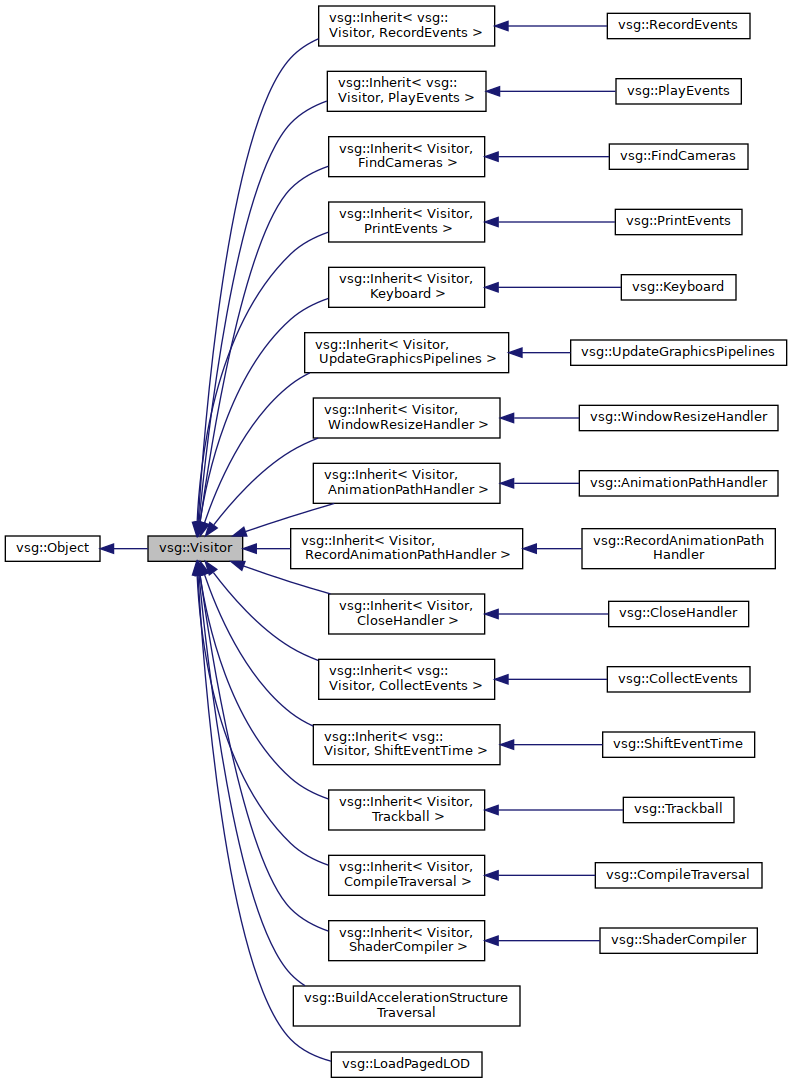 vsg::Inherit< vsg::
Visitor, RecordEvents >
vsg::RecordEvents
vsg::Inherit< vsg::
Visitor, PlayEvents >
vsg::PlayEvents
vsg::Inherit< Visitor,
FindCameras >
vsg::FindCameras
vsg::Inherit< Visitor,
PrintEvents >
vsg::PrintEvents
vsg::Inherit< Visitor,
Keyboard >
vsg::Keyboard
vsg::Inherit< Visitor,
UpdateGraphicsPipelines >
vsg::UpdateGraphicsPipelines
vsg::Inherit< Visitor,
WindowResizeHandler >
vsg::WindowResizeHandler
vsg::Inherit< Visitor,
AnimationPathHandler >
vsg::AnimationPathHandler
vsg::Object
vsg::Visitor
vsg::Inherit< Visitor,
RecordAnimationPathHandler >
vsg::RecordAnimationPath
Handler
vsg::Inherit< Visitor,
CloseHandler >
vsg::CloseHandler
vsg::Inherit< vsg::
Visitor, CollectEvents >
vsg::CollectEvents
vsg::Inherit< vsg::
Visitor, ShiftEventTime >
vsg::ShiftEventTime
vsg::Inherit< Visitor,
Trackball >
vsg::Trackball
vsg::Inherit< Visitor,
CompileTraversal >
vsg::CompileTraversal
vsg::Inherit< Visitor,
ShaderCompiler >
vsg::ShaderCompiler
vsg::BuildAccelerationStructure
Traversal
vsg::LoadPagedLOD